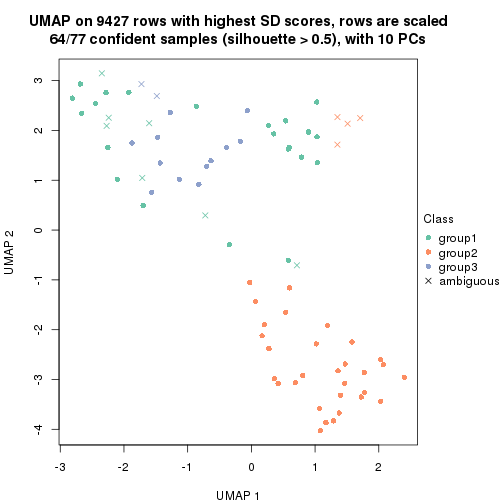 UMAP on 9427 rows with highest SD scores, rows are scaled
64/77 confident samples (silhouette > 0.5), with 10 PCs
3
2
1
0
-1
-2
-3
-4
UMAP 2
-3
-2
-1
0
1
2
UMAP 1
Class
group1
group2
group3
ambiguous